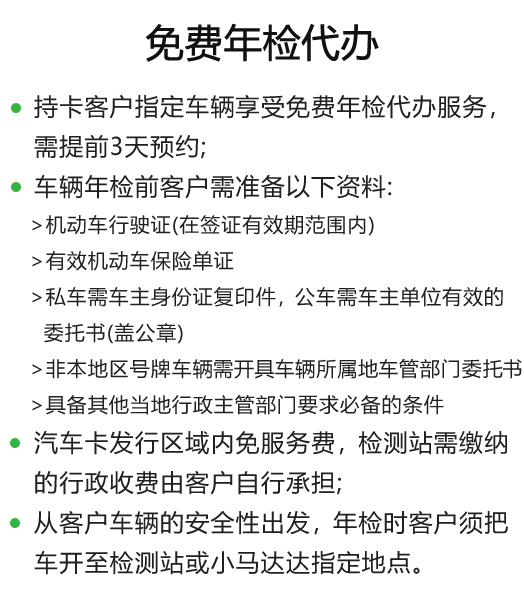 免费年检代办
持卡客户指定车辆享受免费年检代办服务，
需提前3天预约;
车辆年检前客户需准备以下资料:
>机动车行驶证(在签证有效期范围内)
>有效机动车保险单证
>私车需车主身份证复印件，公车需车主单位有效的
委托书(盖公章)
>非本地区号牌车辆需开具车辆所属地车管部门委托书
>具备其他当地行政主管部门要求必备的条件
汽车卡发行区域内免服务费，检测站需缴纳
的行政收费由客户自行承担;
从客户车辆的安全性出发，年检时客户须把
车开至检测站或小马达达指定地点。